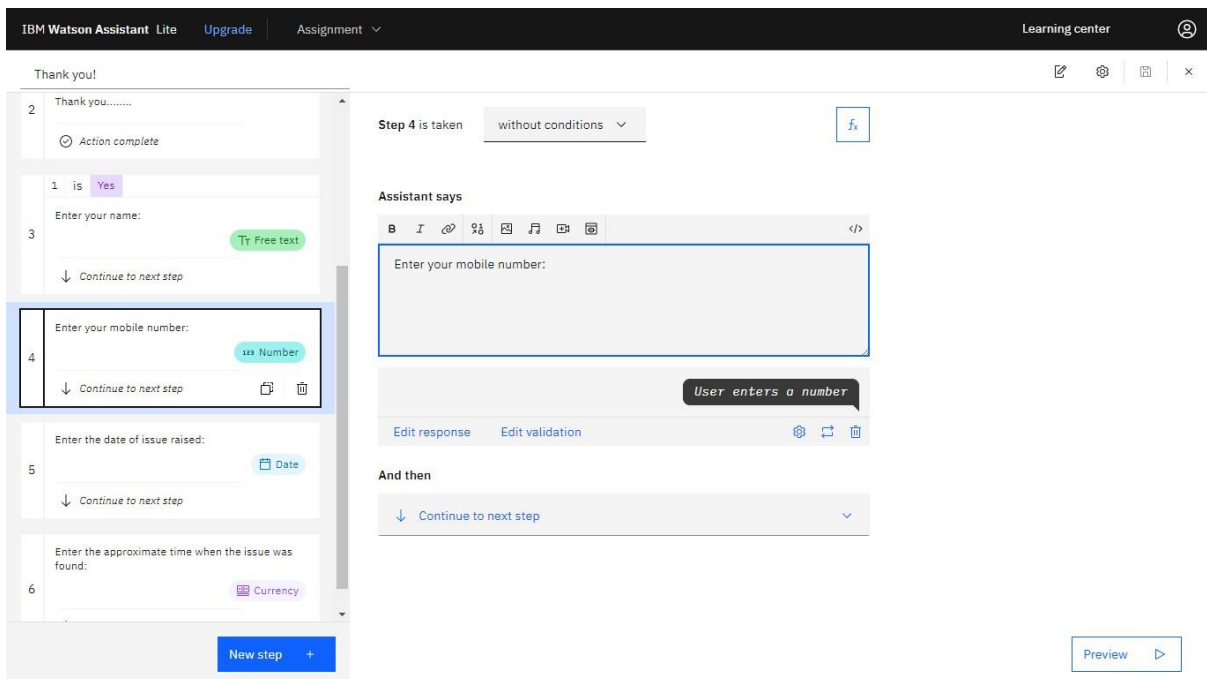 IBM Watson Assistant Lite Upgrade Assignment Learning center
Thank you!
2
Thank you........
Action complete
3
1 is Yes
Enter your name:
Tт Free text
Continue to next step
4
Enter your mobile number:
123 Number
Continue to next step
5
Enter the date of issue raised:
Date
Continue to next step
6
Enter the approximate time when the issue was
found:
Currency
New step +
Step 4 is taken without conditions fx
Assistant says
B I </>
Enter your mobile number:
User enters a number
Edit response Edit validation
And then
Continue to next step
Preview